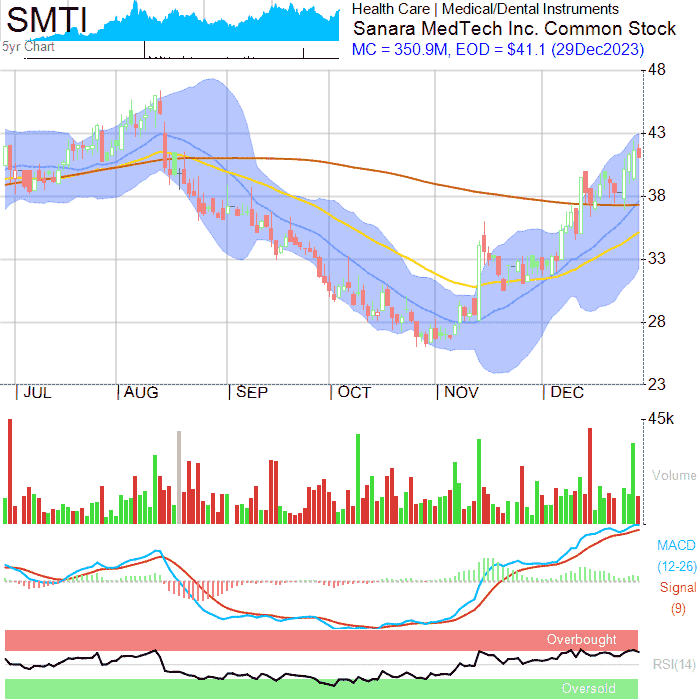 SMTI
5yr Chart
Health Care | Medical/Dental Instruments
Sanara MedTech Inc. Common Stock
MC = 350.9M, EOD = $41.1 (29Dec2023)
48
43
38
33
28
23
JUL AUG SEP OCT NOV DEC
45k
Volume
MACD
(12-26)
Signal
(9)
Overbought
RSI(14)
Oversold